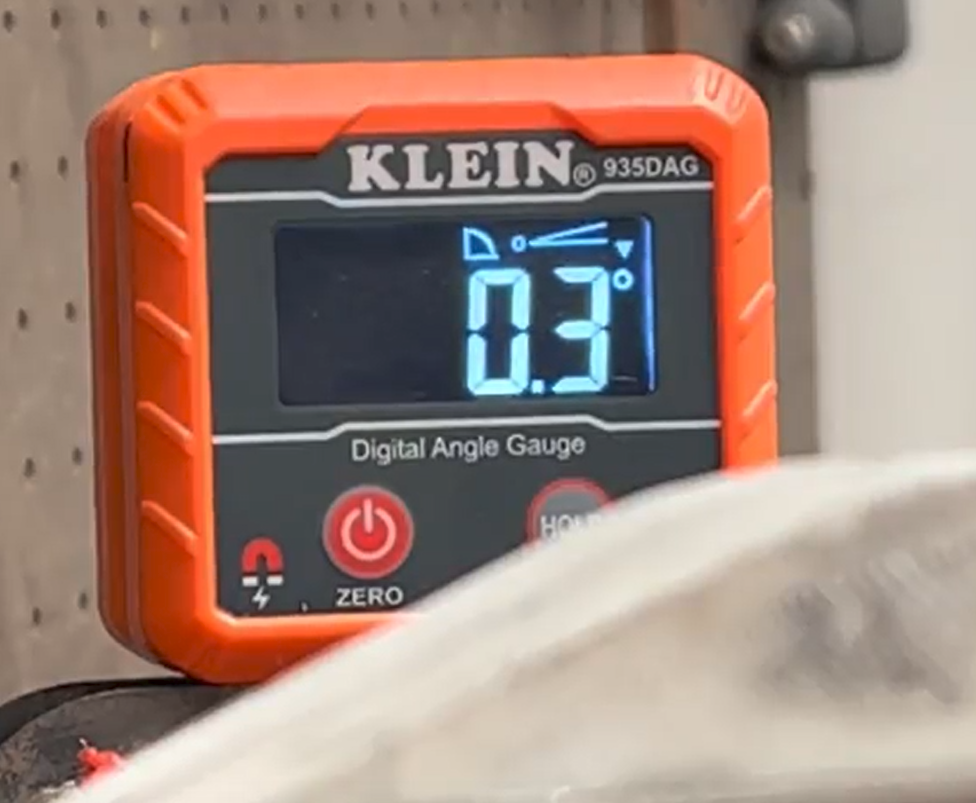 KLEIN® 935DAG
0.3°
Digital Angle Gauge
ZERO